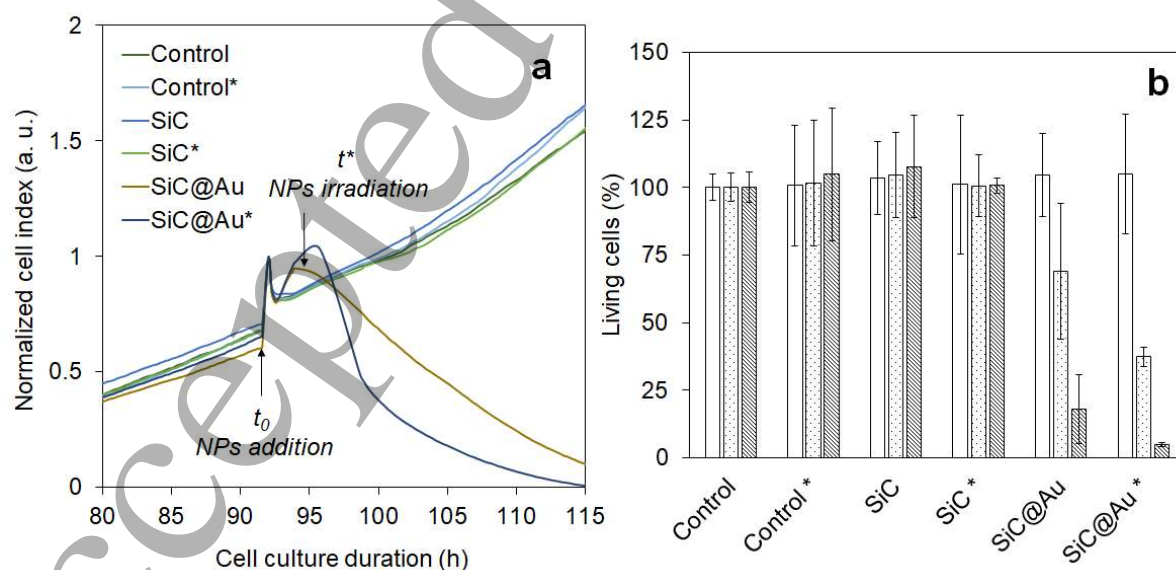 Accepted
a
Normalized cell index (a. u.)
2
1.5
1
0.5
0
Control
Control*
SiC
SiC*
SiC@Au
SiC@Au*
t*
NPs irradiation
t0
NPs addition
80 85 90 95 100 105 110 115
Cell culture duration (h)
b
Living cells (%)
150
125
100
75
50
25
0
Control
Control*
SiC
SiC*
SiC@Au
SiC@Au*